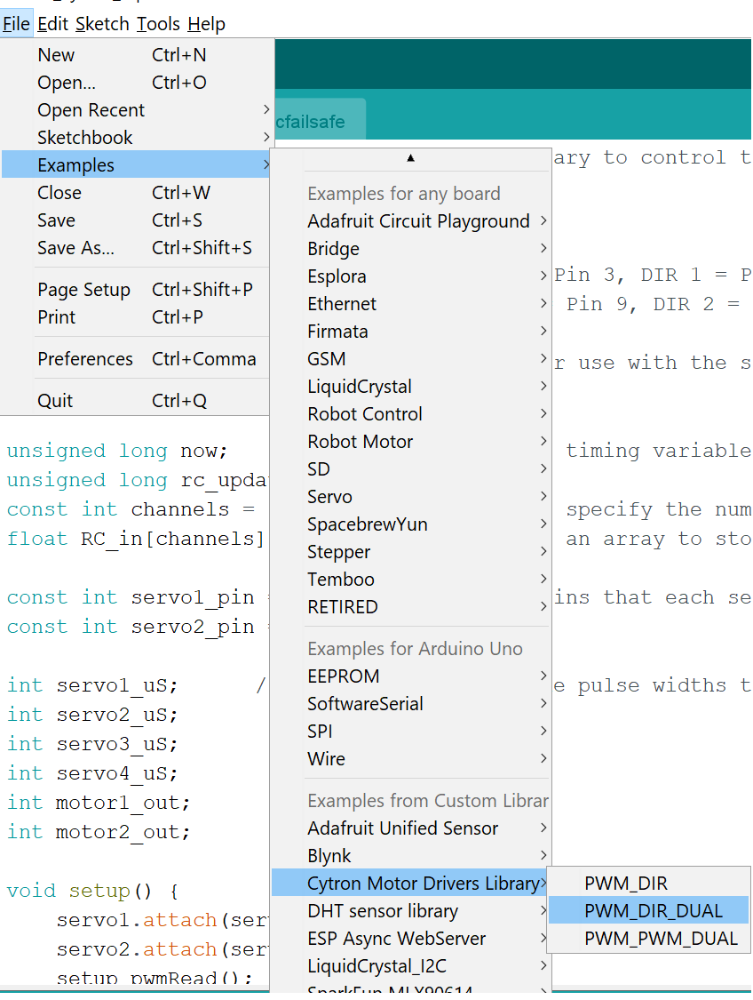 File Edit Sketch Tools Help
New Ctrl+N
Open... Ctrl+O
Open Recent
Sketchbook
Examples
Close Ctrl+W
Save Ctrl+S
Save As... Ctrl+Shift+S
Page Setup Ctrl+Shift+P
Print Ctrl+P
Preferences Ctrl+Comma
Quit Ctrl+Q
cfailsafe
Examples for any board
Adafruit Circuit Playground
Bridge
Esplora
Ethernet
Firmata
GSM
LiquidCrystal
Robot Control
Robot Motor
SD
Servo
SpacebrewYun
Stepper
Temboo
RETIRED
Examples for Arduino Uno
EEPROM
SoftwareSerial
SPI
Wire
Examples from Custom Librar
Adafruit Unified Sensor
Blynk
Cytron Motor Drivers Library
DHT sensor library
ESP Async WebServer
LiquidCrystal_I2C
SparkFun MLX90614
PWM_DIR
PWM_DIR_DUAL
PWM_PWM_DUAL
ary to control t
Pin 3, DIR 1 = P
Pin 9, DIR 2 =
r use with the s
unsigned long now; timing variable
unsigned long rc_upda
const int channels = specify the num
float RC_in[channels] an array to sto
const int servo1_pin = ins that each se
const int servo2_pin =
int servo1_uS; / e pulse widths t
int servo2_uS;
int servo3_uS;
int servo4_uS;
int motor1_out;
int motor2_out;
void setup() {
servo1.attach(ser
servo2.attach(ser
setup_pwmRead();